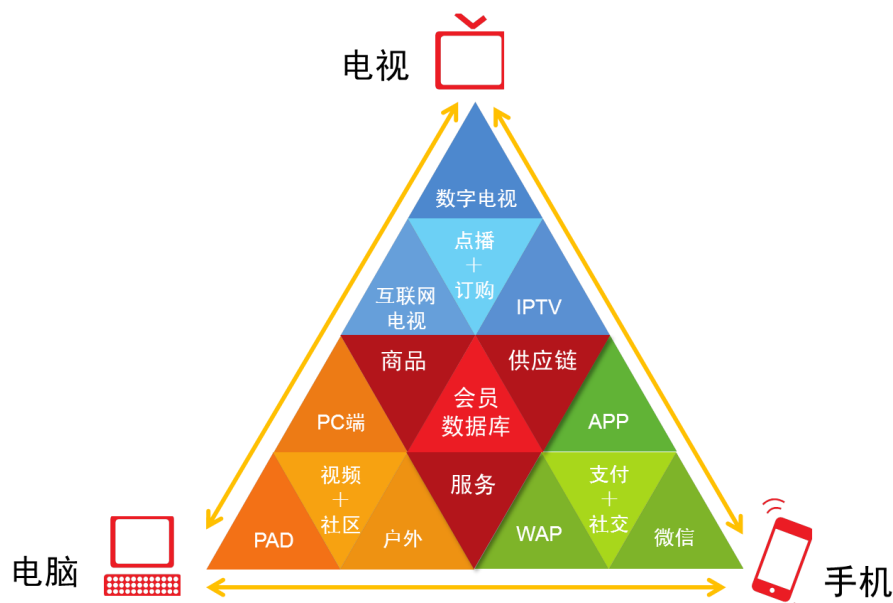 电视
数字电视
点播
+
订购
互联网
电视
IPTV
商品
供应链
会员
数据库
PC端
APP
视频
+
社区
服务
支付
+
社交
PAD
户外
WAP
微信
电脑
手机